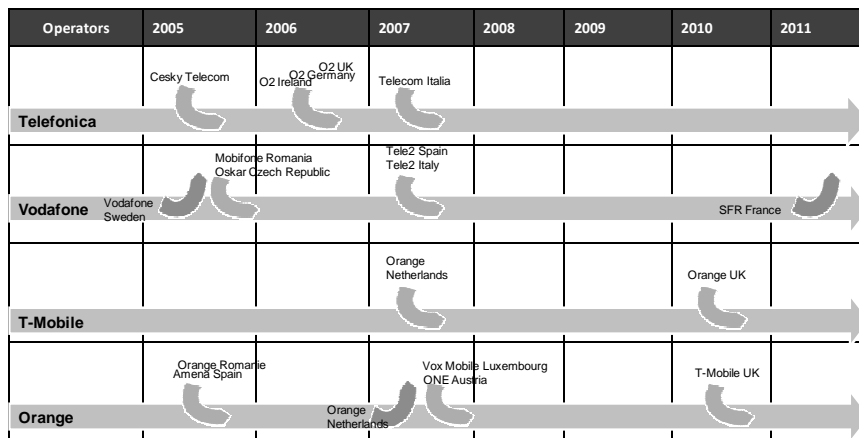 Operators 2005 2006 2007 2008 2009 2010 2011
O2 UK
Cesky Telecom O2 Germany Telecom Italia
O2 Ireland
Telefonica
Tele2 Spain
Mobifone Romania Tele2 Italy
Oskar Czech Republic
Vodafone Vodafone SFR France
Sweden
Orange Orange UK
Netherlands
T-Mobile
Orange Romanie Vox Mobile Luxembourg
Amena Spain ONE Austria T-Mobile UK
Orange Orange
Netherlands